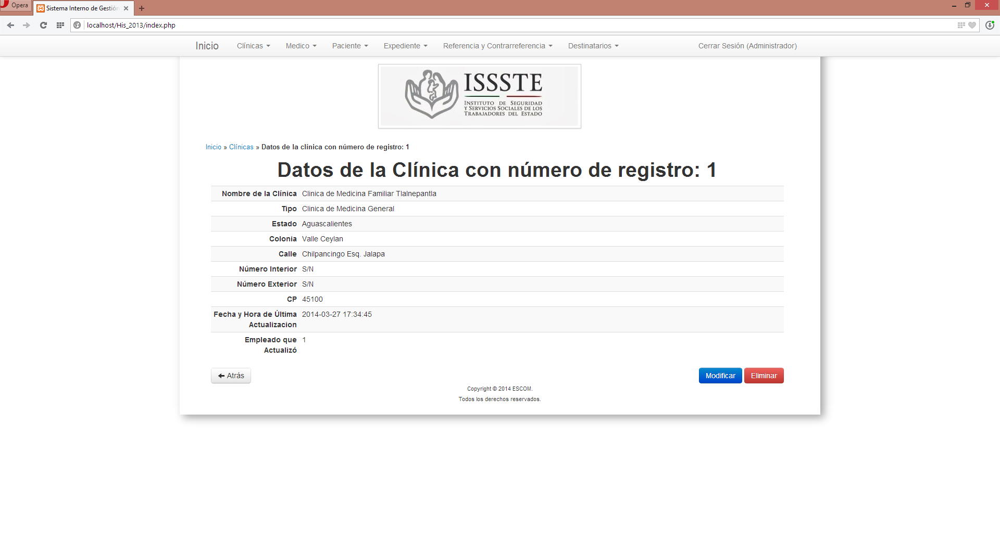 Opera
Sistema Interno de Gestión
localhost/His_2013/index.php
Inicio Clínicas Medico Paciente Expediente Referencia y Contrarreferencia Destinatarios Cerrar Sesión (Administrador)
ISSSTE
INSTITUTO DE SEGURIDAD
Y SERVICIOS SOCIALES DE LOS
TRABAJADORES DEL ESTADO
Inicio » Clínicas » Datos de la clínica con número de registro: 1
Datos de la Clínica con número de registro: 1
Nombre de la Clínica Clinica de Medicina Familiar Tlalnepantla
Tipo Clinica de Medicina General
Estado Aguascalientes
Colonia Valle Ceylan
Calle Chilpancingo Esq. Jalapa
Número Interior S/N
Número Exterior S/N
CP 45100
Fecha y Hora de Última 2014-03-27 17:34:45
Actualizacion
Empleado que 1
Actualizó
Atrás Modificar Eliminar
Copyright © 2014 ESCOM.
Todos los derechos reservados.